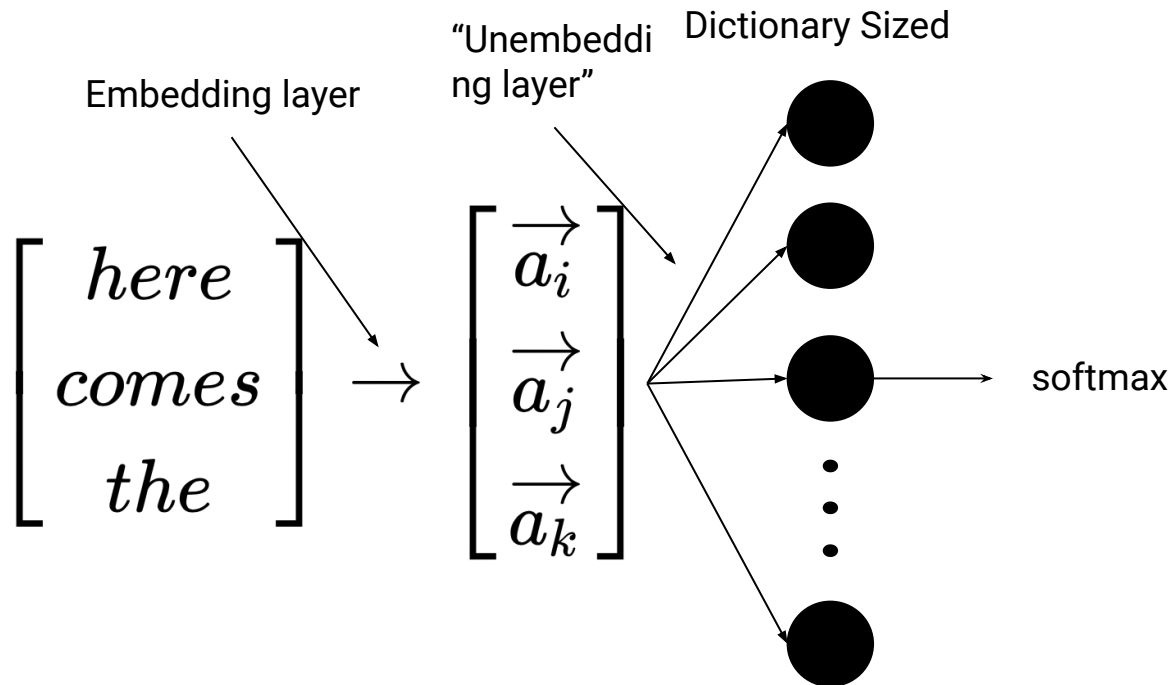 “Unembeddi
ng layer”
Dictionary Sized
Embedding layer
here
comes
the
→
a_i
a_j
a_k
softmax